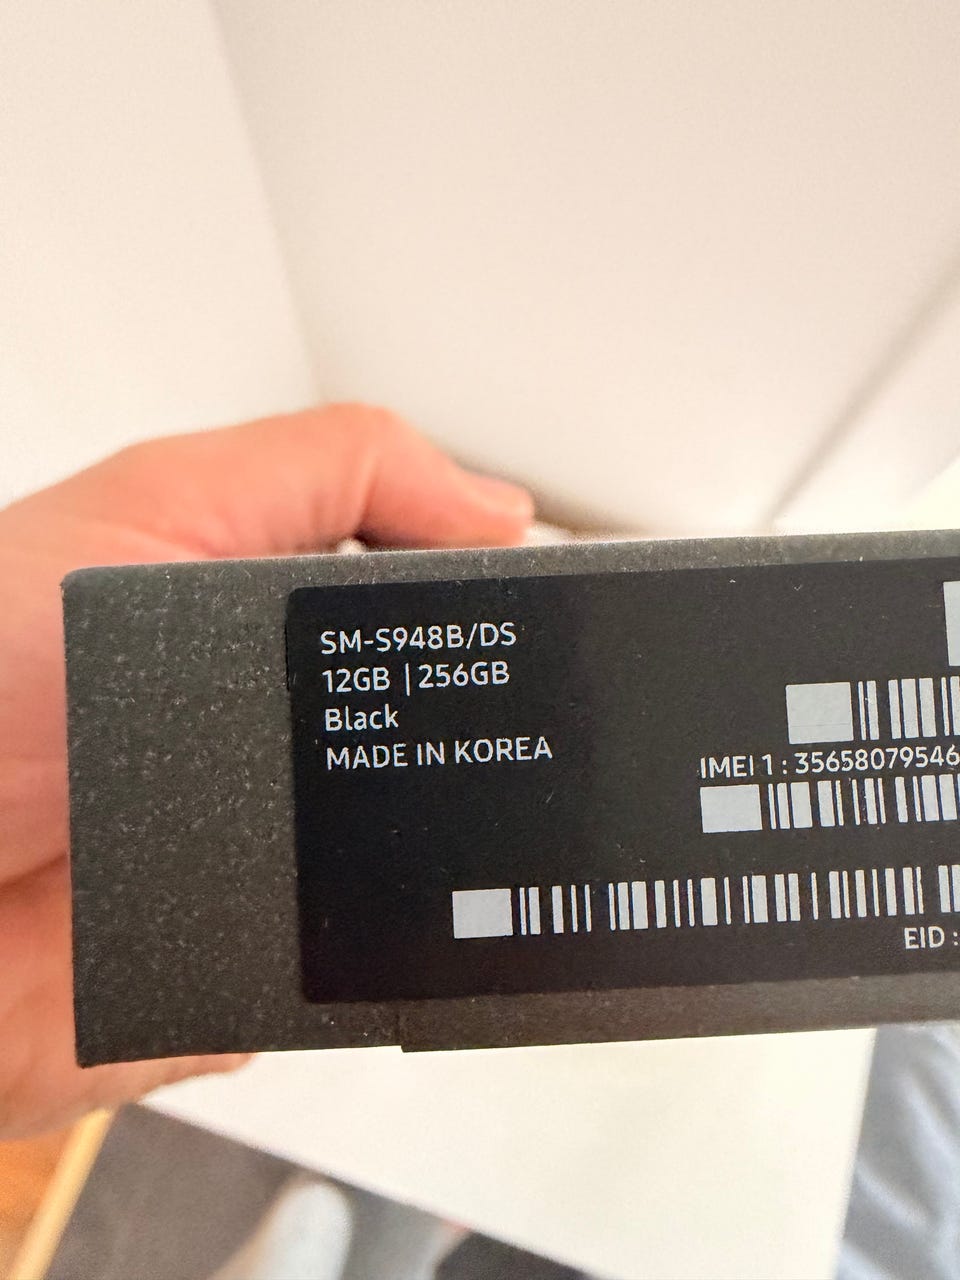 SM-S948B/DS
12GB | 256GB
Black
MADE IN KOREA
IMEI 1 : 35658079546
EID :